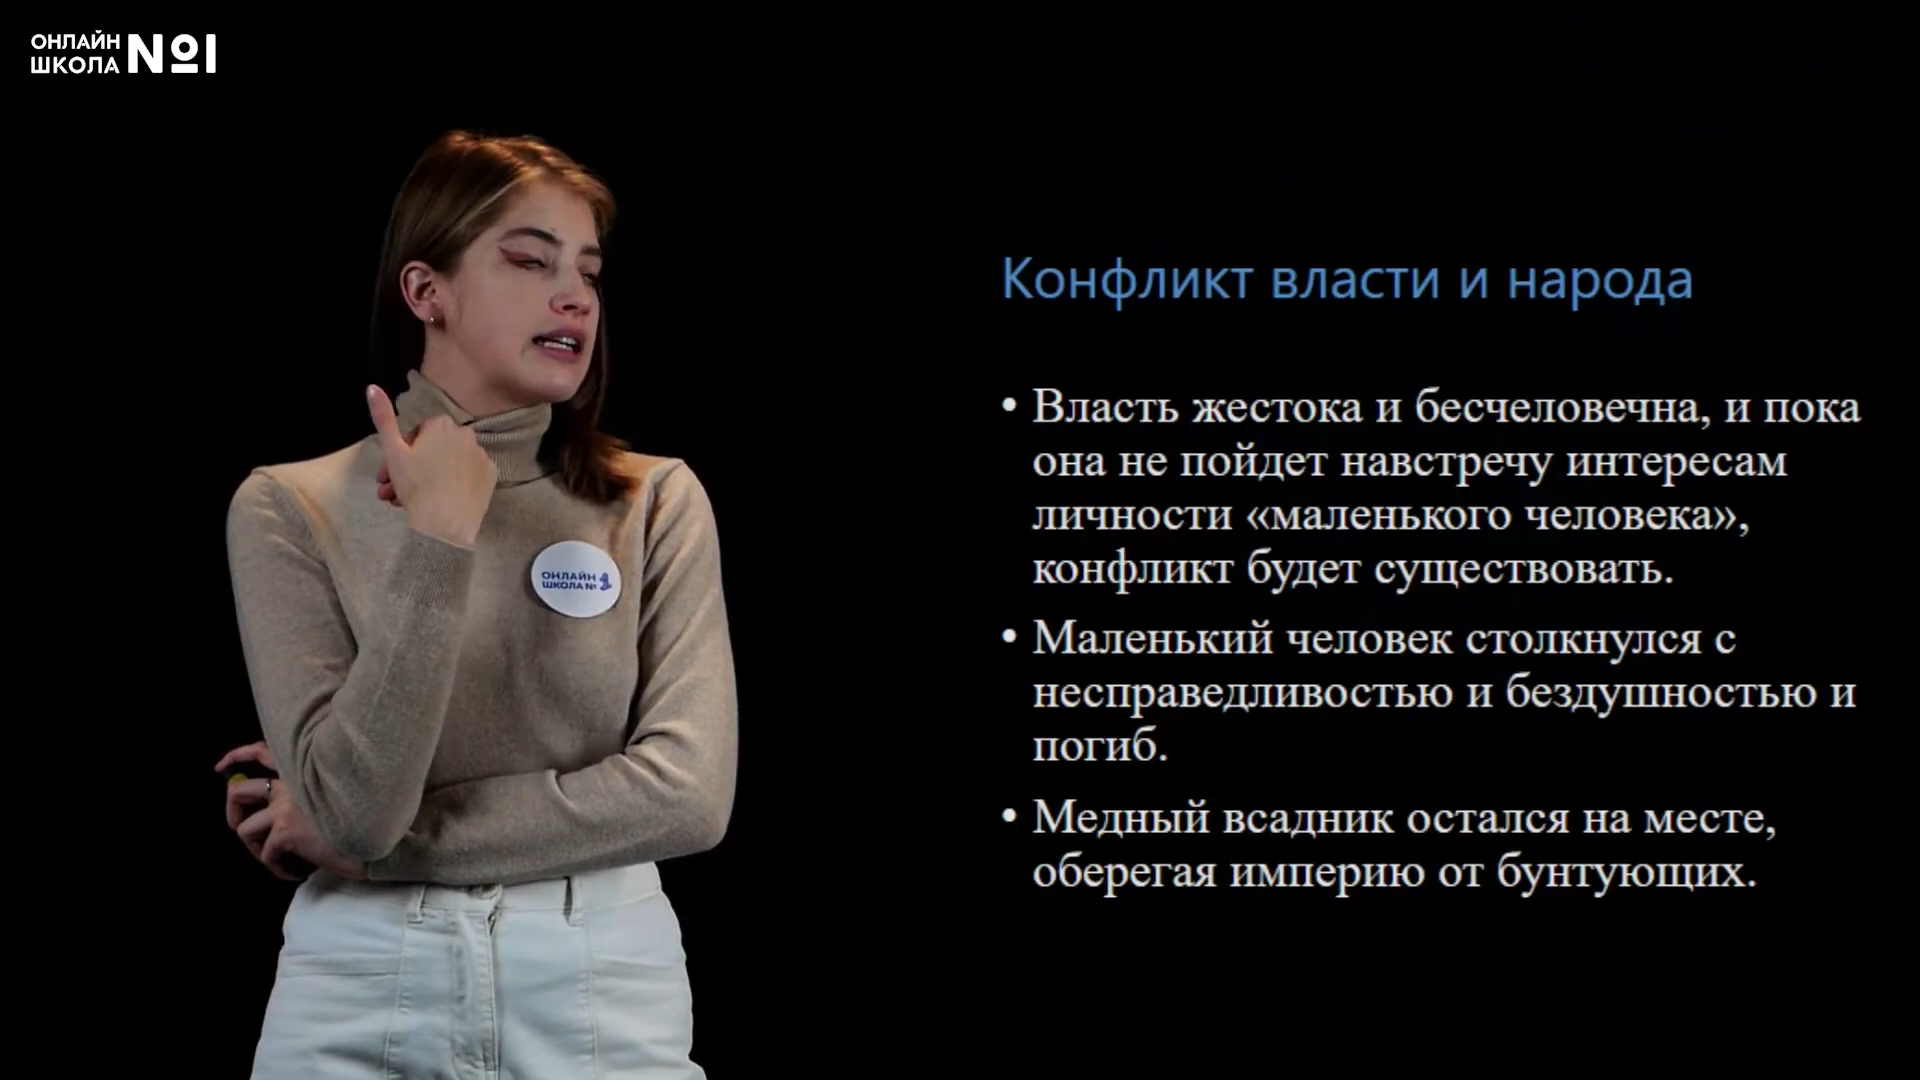 ОНЛАЙН
ШКОЛА №1
Конфликт власти и народа
• Власть жестока и бесчеловечна, и пока
она не пойдет навстречу интересам
личности «маленького человека»,
конфликт будет существовать.
• Маленький человек столкнулся с
несправедливостью и бездушностью и
погиб.
• Медный всадник остался на месте,
оберегая империю от бунтующих.
ОНЛАЙН
ШКОЛА № 1